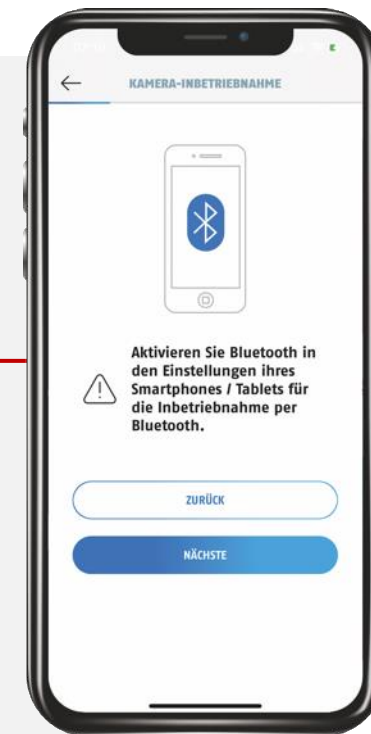 KAMERA-INBETRIEBNAHME
Aktivieren Sie Bluetooth in
den Einstellungen ihres
Smartphones / Tablets für
die Inbetriebnahme per
Bluetooth.
ZURÜCK
NÄCHSTE